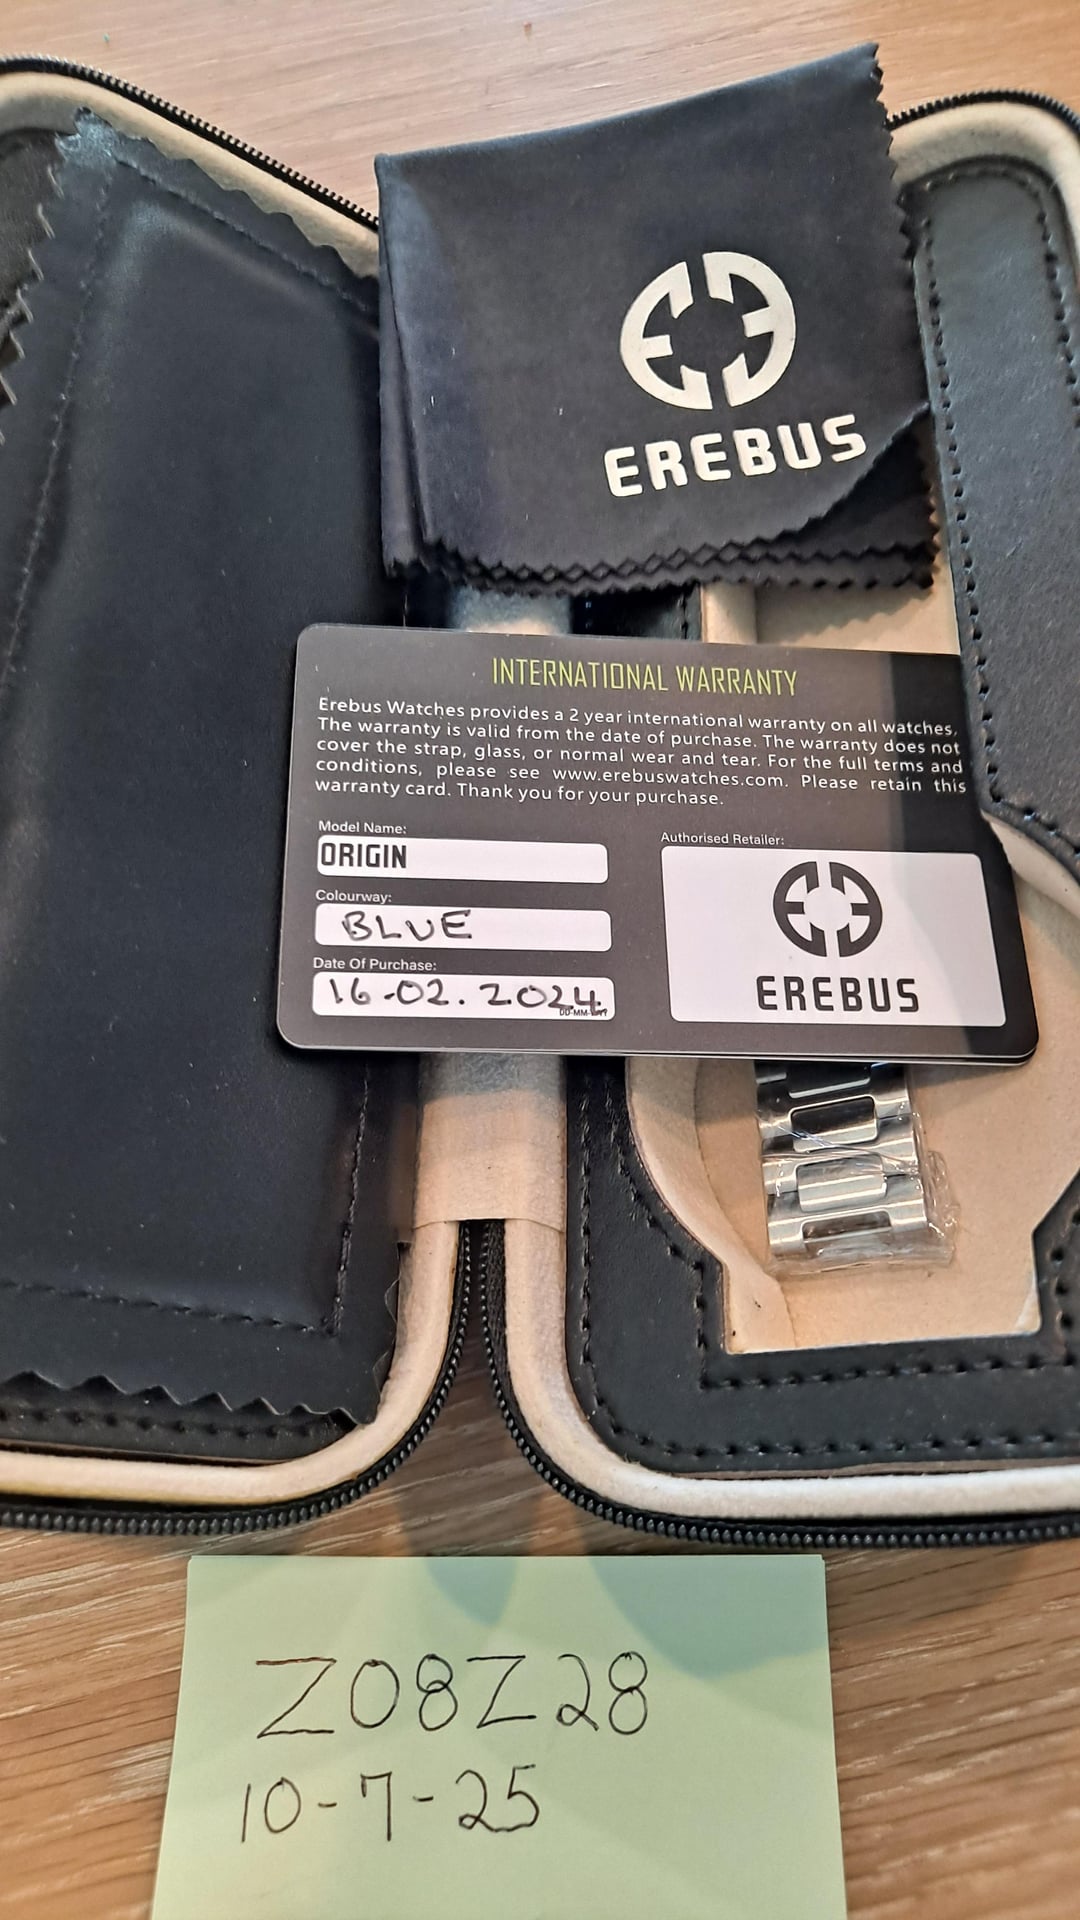 EREBUS
INTERNATIONAL WARRANTY
Erebus Watches provides a 2 year international warranty on all watches.
The warranty is valid from the date of purchase. The warranty does not
cover the strap, glass, or normal wear and tear. For the full terms and
conditions, please see www.erebuswatches.com. Please retain this
warranty card. Thank you for your purchase.
Model Name:
ORIGIN
Colourway:
BLUE
Date Of Purchase:
16-02.2024
Authorised Retailer:
EREBUS
Z08Z28
10-7-25